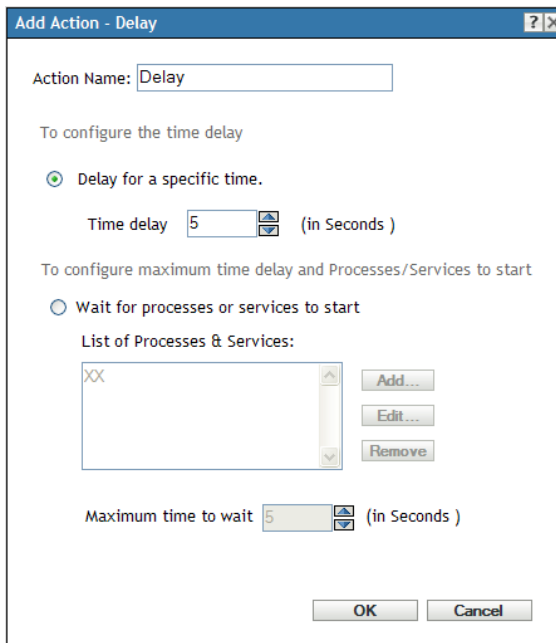 Add Action - Delay ? X
Action Name: Delay
To configure the time delay
Delay for a specific time.
Time delay 5 (in Seconds )
To configure maximum time delay and Processes/Services to start
Wait for processes or services to start
List of Processes & Services:
XX
Add...
Edit...
Remove
Maximum time to wait 5 (in Seconds )
OK Cancel